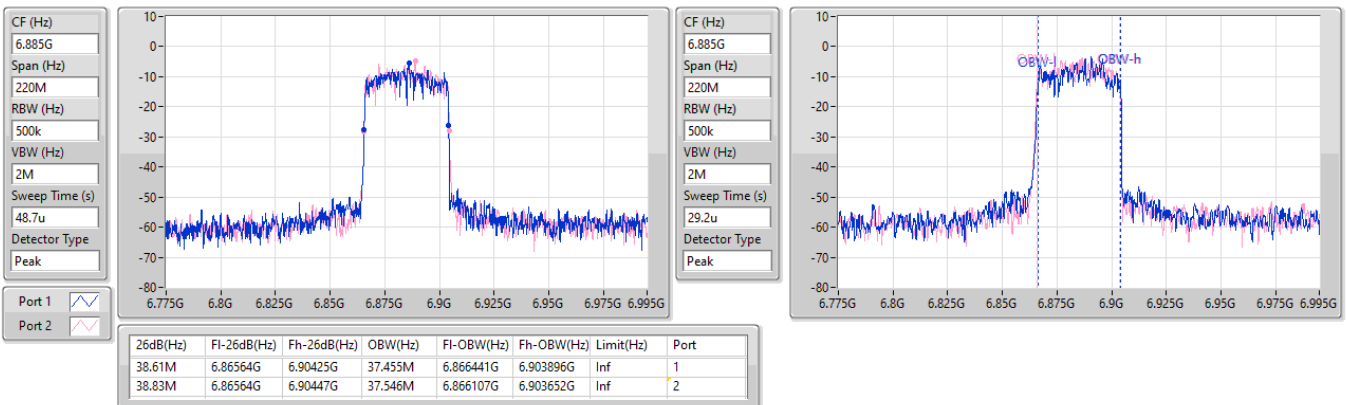 CF (Hz)
6.885G
Span (Hz)
220M
RBW (Hz)
500k
VBW (Hz)
2M
Sweep Time (s)
48.7u
Detector Type
Peak
Port 1
Port 2
10
0
-10
-20
-30
-40
-50
-60
-70
-80
6.775G 6.8G 6.825G 6.85G 6.875G 6.9G 6.925G 6.95G 6.975G 6.995G
CF (Hz)
6.885G
Span (Hz)
220M
RBW (Hz)
500k
VBW (Hz)
2M
Sweep Time (s)
29.2u
Detector Type
Peak
10
0
-10
-20
-30
-40
-50
-60
-70
-80
OBW-l OBW-h
6.775G 6.8G 6.825G 6.85G 6.875G 6.9G 6.925G 6.95G 6.975G 6.995G
26dB(Hz) Fl-26dB(Hz) Fh-26dB(Hz) OBW(Hz) Fl-OBW(Hz) Fh-OBW(Hz) Limit(Hz) Port
38.61M 6.86564G 6.90425G 37.455M 6.866441G 6.903896G Inf 1
38.83M 6.86564G 6.90447G 37.546M 6.866107G 6.903652G Inf 2